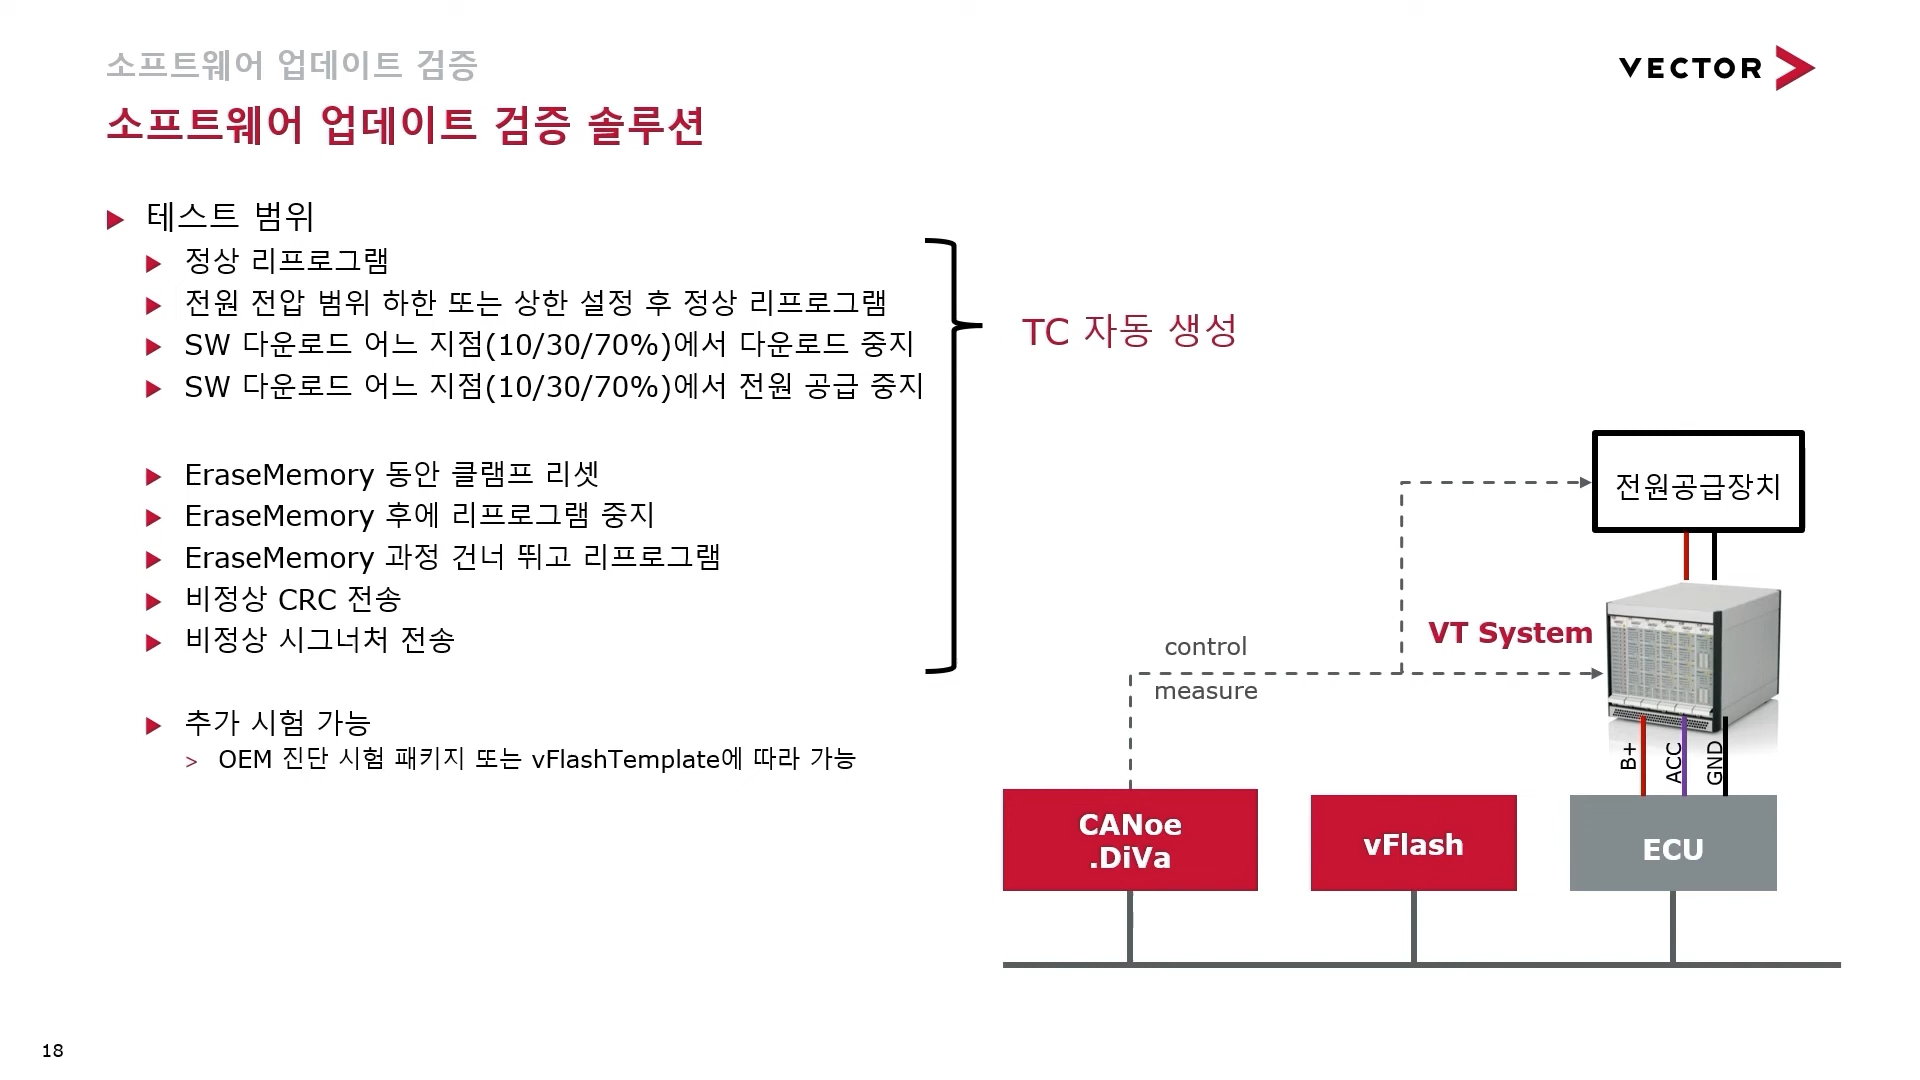 소프트웨어 업데이트 검증
VECTOR
소프트웨어 업데이트 검증 솔루션
테스트 범위
정상 리프로그램
전원 전압 범위 하한 또는 상한 설정 후 정상 리프로그램
SW 다운로드 어느 지점(10/30/70%)에서 다운로드 중지
SW 다운로드 어느 지점(10/30/70%)에서 전원 공급 중지
EraseMemory 동안 클램프 리셋
EraseMemory 후에 리프로그램 중지
EraseMemory 과정 건너 뛰고 리프로그램
비정상 CRC 전송
비정상 시그너처 전송
추가 시험 가능
> OEM 진단 시험 패키지 또는 vFlashTemplate에 따라 가능
TC 자동 생성
전원공급장치
VT System
control
measure
B+
ACC
GND
CANoe
.DiVa
vFlash
ECU
18